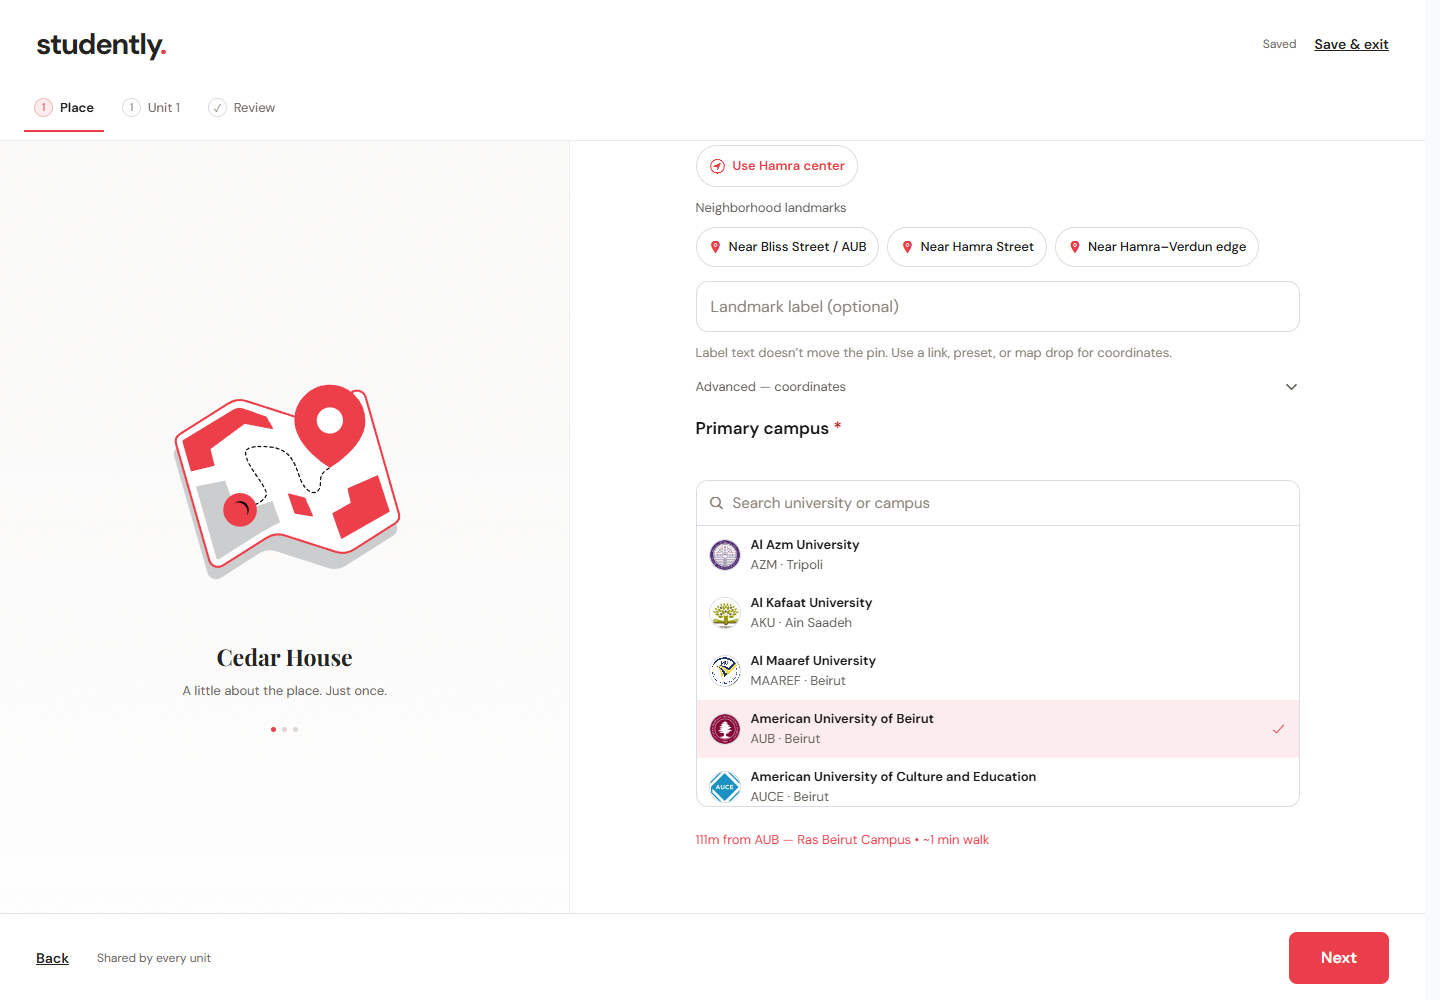 studently.
Saved
Save & exit
1 Place
1 Unit 1
✓ Review
Use Hamra center
Neighborhood landmarks
Near Bliss Street / AUB
Near Hamra Street
Near Hamra–Verdun edge
Landmark label (optional)
Label text doesn’t move the pin. Use a link, preset, or map drop for coordinates.
Advanced — coordinates
Primary campus *
Search university or campus
Al Azm University
AZM · Tripoli
Al Kafaat University
AKU · Ain Saadeh
Al Maaref University
MAAREF · Beirut
American University of Beirut
AUB · Beirut
AUCE
American University of Culture and Education
AUCE · Beirut
111m from AUB — Ras Beirut Campus • ~1 min walk
Cedar House
A little about the place. Just once.
Back
Shared by every unit
Next